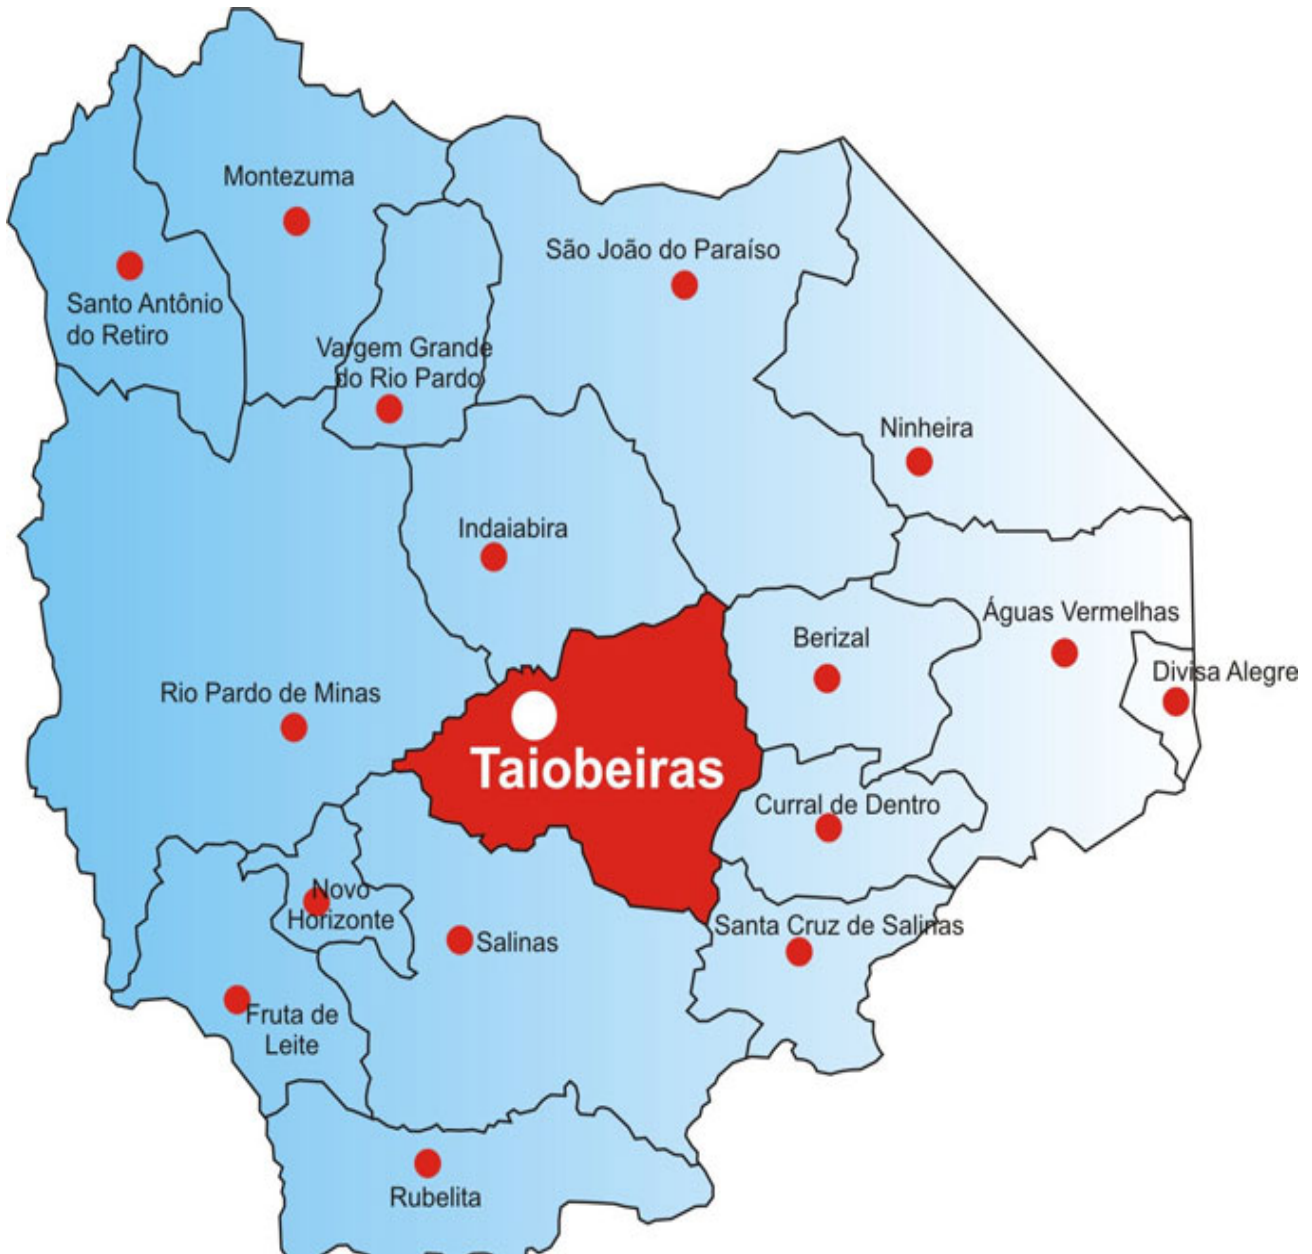 Montezuma
São João do Paraíso
Santo Antônio
do Retiro
Vargem Grande
do Rio Pardo
Ninheira
Indaiabira
Águas Vermelhas
Berizal
Divisa Alegre
Rio Pardo de Minas
Taiobeiras
Curral de Dentro
Novo
Horizonte
Santa Cruz de Salinas
Salinas
Fruta de
Leite
Rubelita